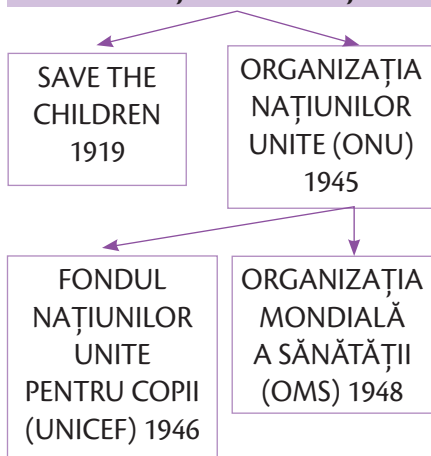 SAVE THE
CHILDREN
1919
ORGANIZAȚIA
NAȚIUNILOR
UNITE (ONU)
1945
FONDUL
NAȚIUNILOR
UNITE
PENTRU COPII
(UNICEF) 1946
ORGANIZAȚIA
MONDIALĂ
A SĂNĂTĂȚII
(OMS) 1948